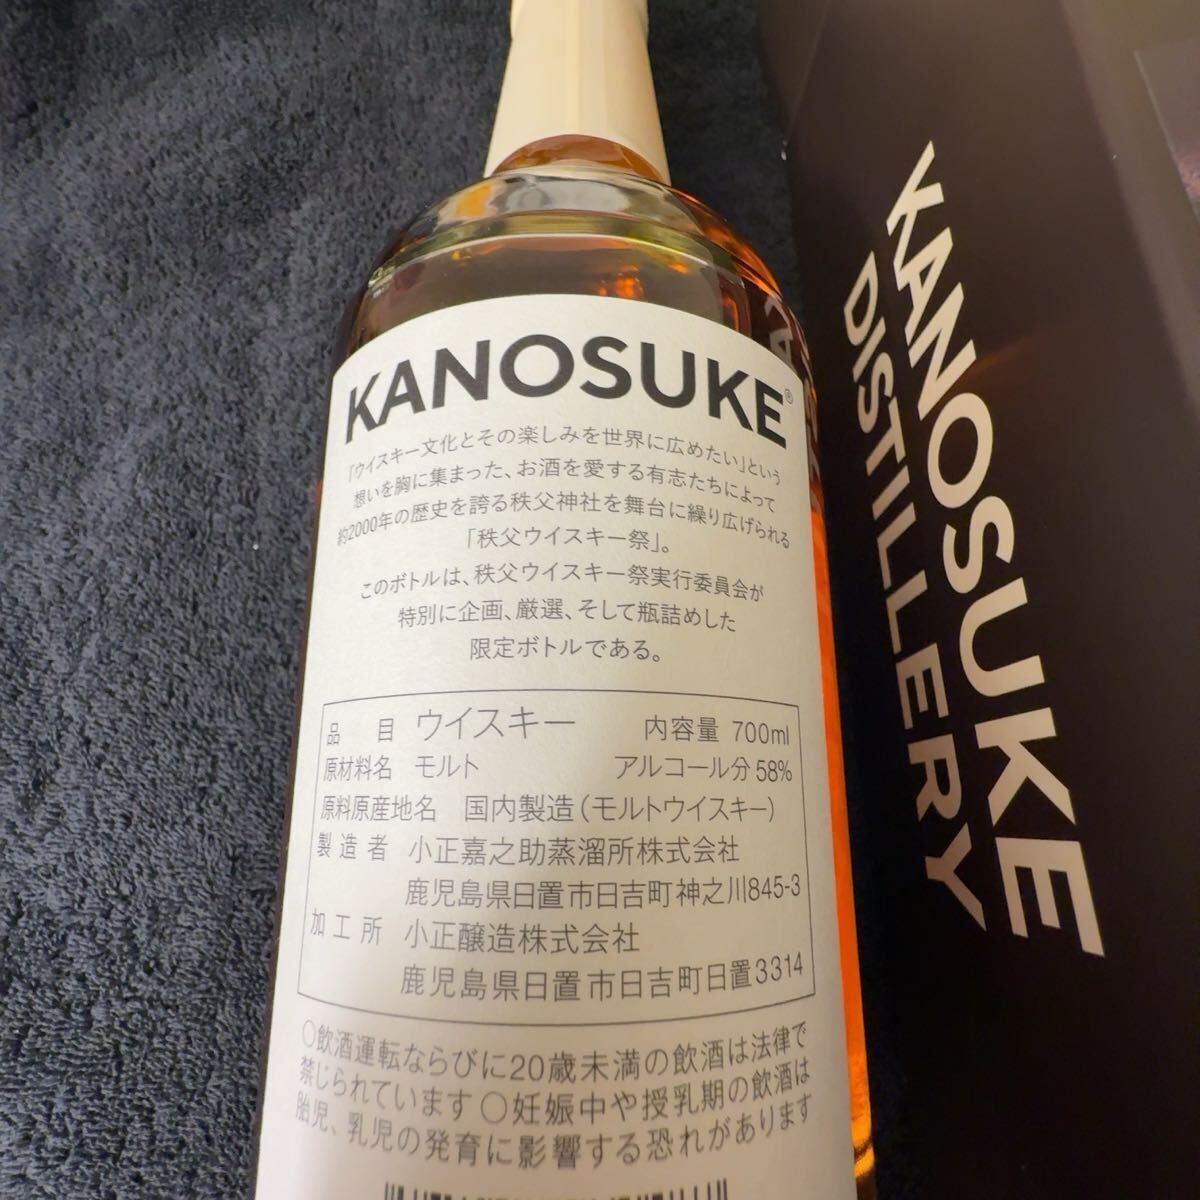 KANOSUKE®
「ウイスキー文化とその楽しみを世界に広めたい」という
想いを胸に集まった、お酒を愛する有志たちによって
約2000年の歴史を誇る秩父神社を舞台に繰り広げられる
「秩父ウイスキー祭」。
このボトルは、秩父ウイスキー祭実行委員会が
特別に企画、厳選、そして瓶詰めした
限定ボトルである。
品目 ウイスキー 内容量 700ml
原材料名 モルト アルコール分 58%
原料原産地名 国内製造(モルトウイスキー)
製造者 小正嘉之助蒸溜所株式会社
鹿児島県日置市日吉町神之川845-3
加工所 小正醸造株式会社
鹿児島県日置市日吉町日置3314
○飲酒運転ならびに20歳未満の飲酒は法律で
禁じられています ○妊娠中や授乳期の飲酒は
胎児、乳児の発育に影響する恐れがあります
KANOSUKE
DISTILLERY